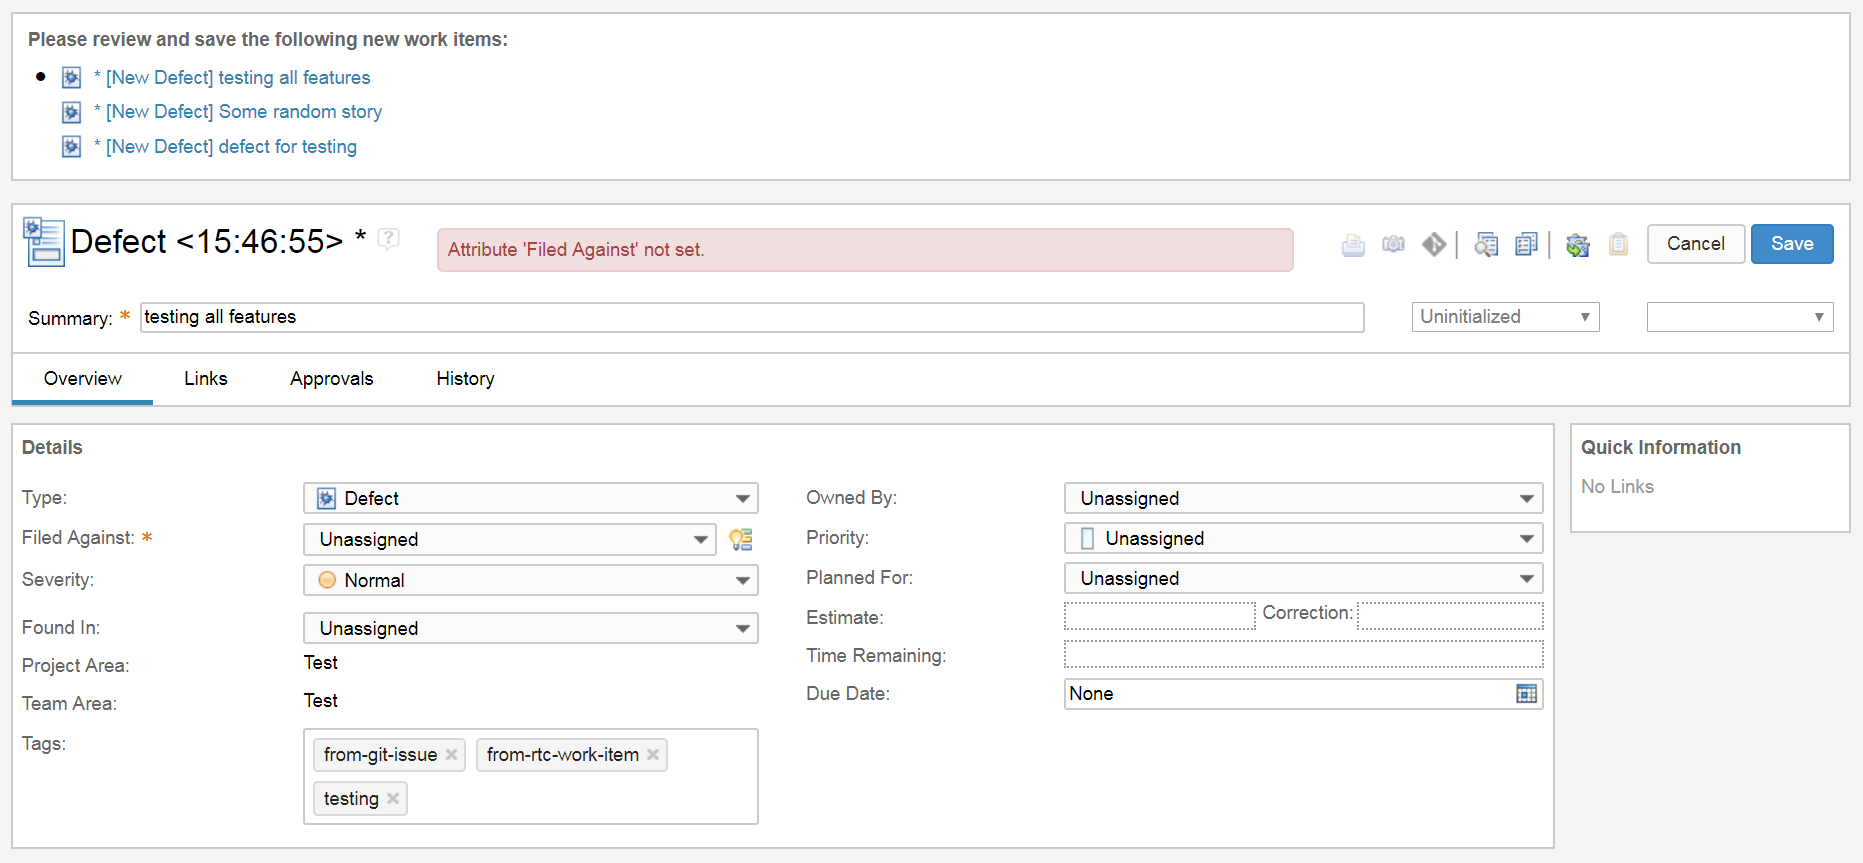 Please review and save the following new work items:
* [New Defect] testing all features
* [New Defect] Some random story
* [New Defect] defect for testing
Defect <15:46:55> * ?
Attribute 'Filed Against' not set.
Cancel
Save
Summary: * testing all features
Uninitialized
Overview Links Approvals History
Details
Type: Defect
Filed Against: * Unassigned
Severity: Normal
Found In: Unassigned
Project Area: Test
Team Area: Test
Tags: from-git-issue × from-rtc-work-item ×
testing ×
Owned By: Unassigned
Priority: Unassigned
Planned For: Unassigned
Estimate: Correction:
Time Remaining:
Due Date: None
Quick Information
No Links